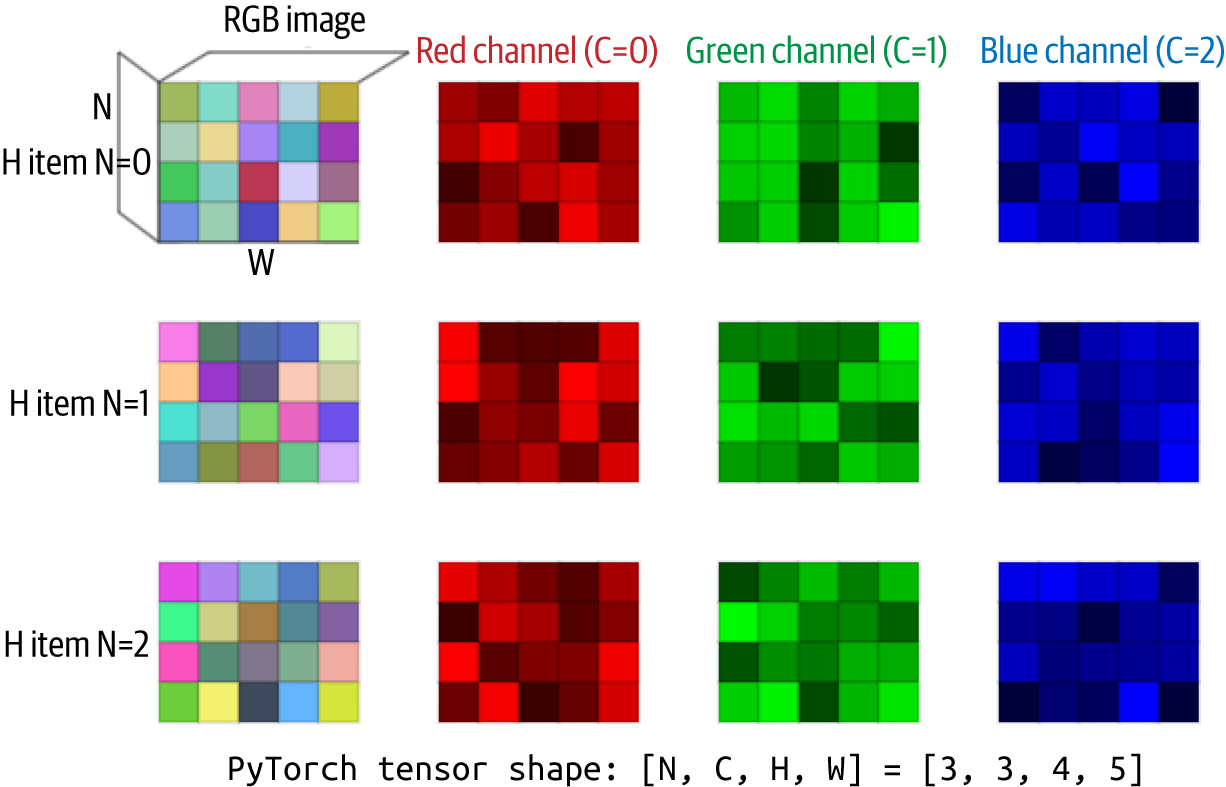 RGB image
Red channel (C=0)
Green channel (C=1)
Blue channel (C=2)
N
H item N=0
W
H item N=1
H item N=2
PyTorch tensor shape: [N, C, H, W] = [3, 3, 4, 5]